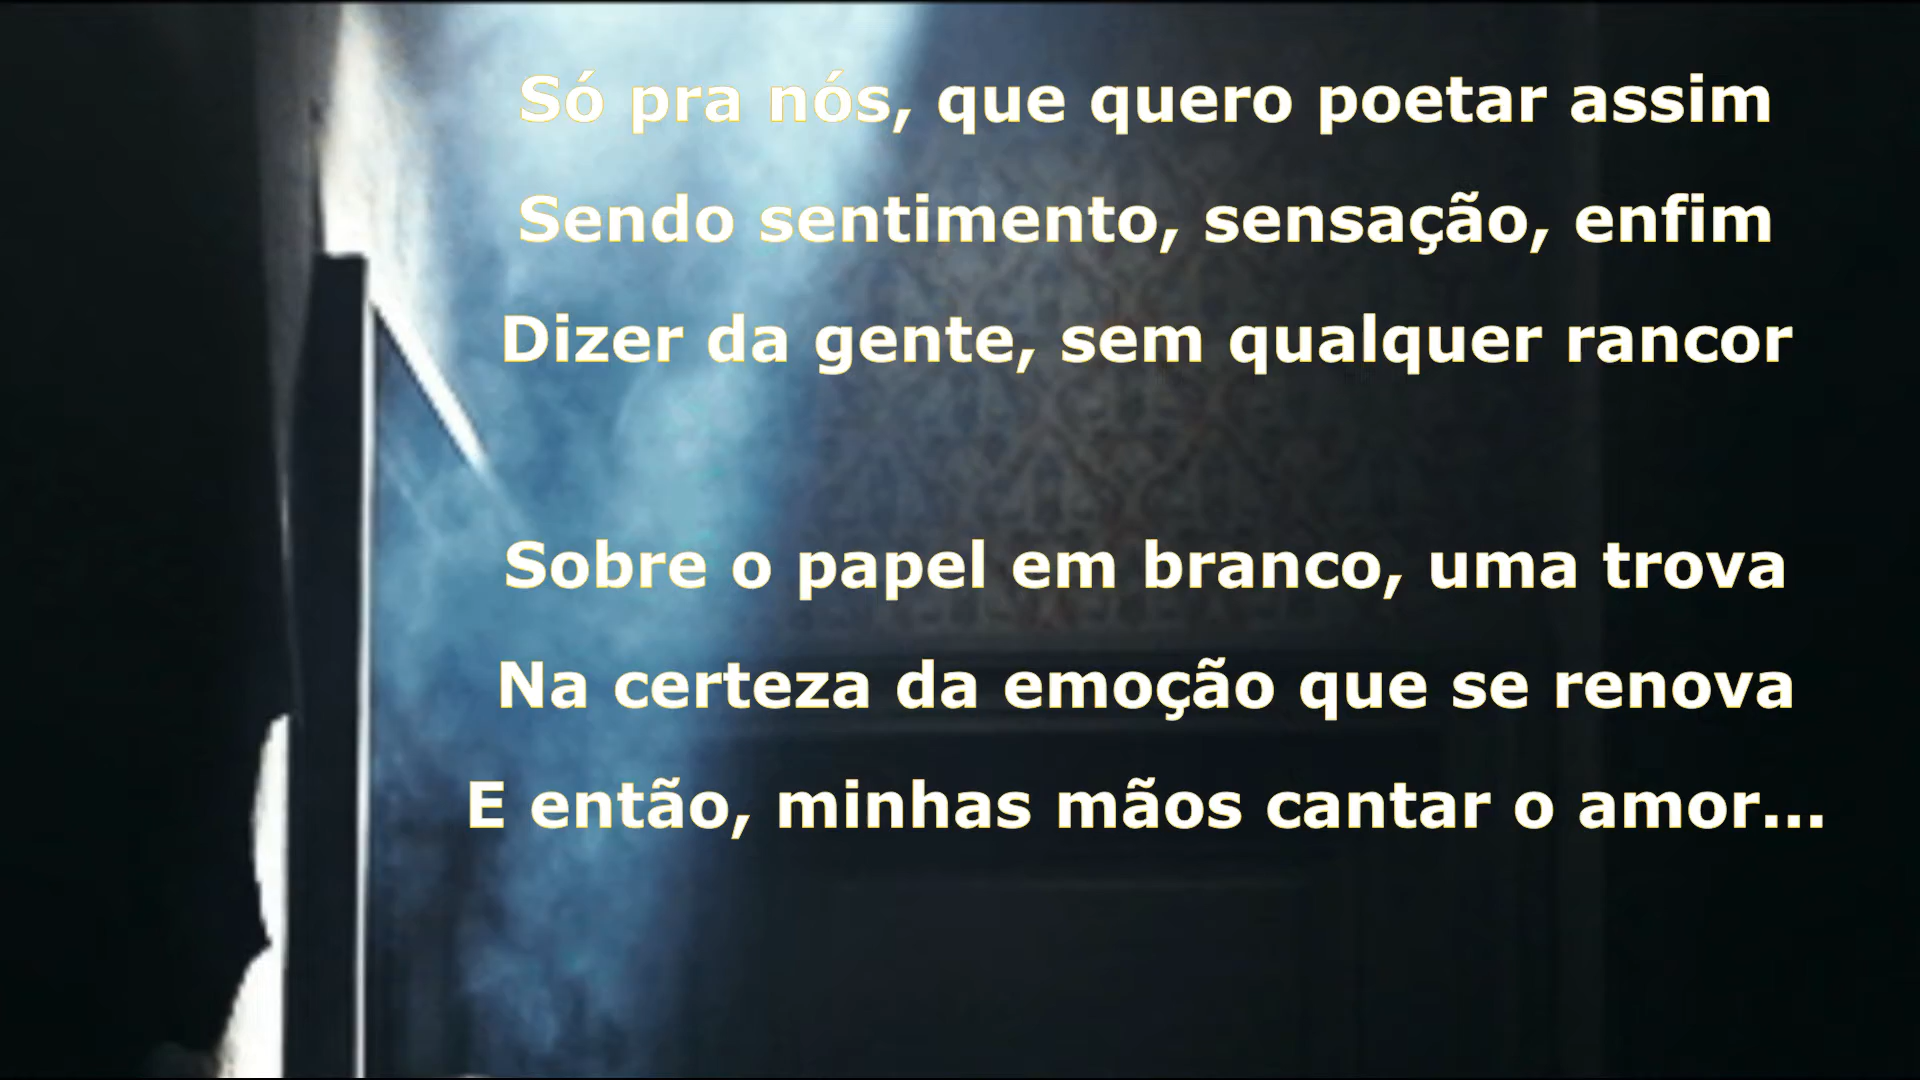 Só pra nós, que quero poetar assim
Sendo sentimento, sensação, enfim
Dizer da gente, sem qualquer rancor
Sobre o papel em branco, uma trova
Na certeza da emoção que se renova
E então, minhas mãos cantar o amor...